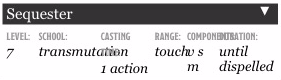 Sequester ▼
LEVEL: SCHOOL: CASTING RANGE: COMPONENTS: DURATION:
7 transmutation 1 action touch v s m until dispelled